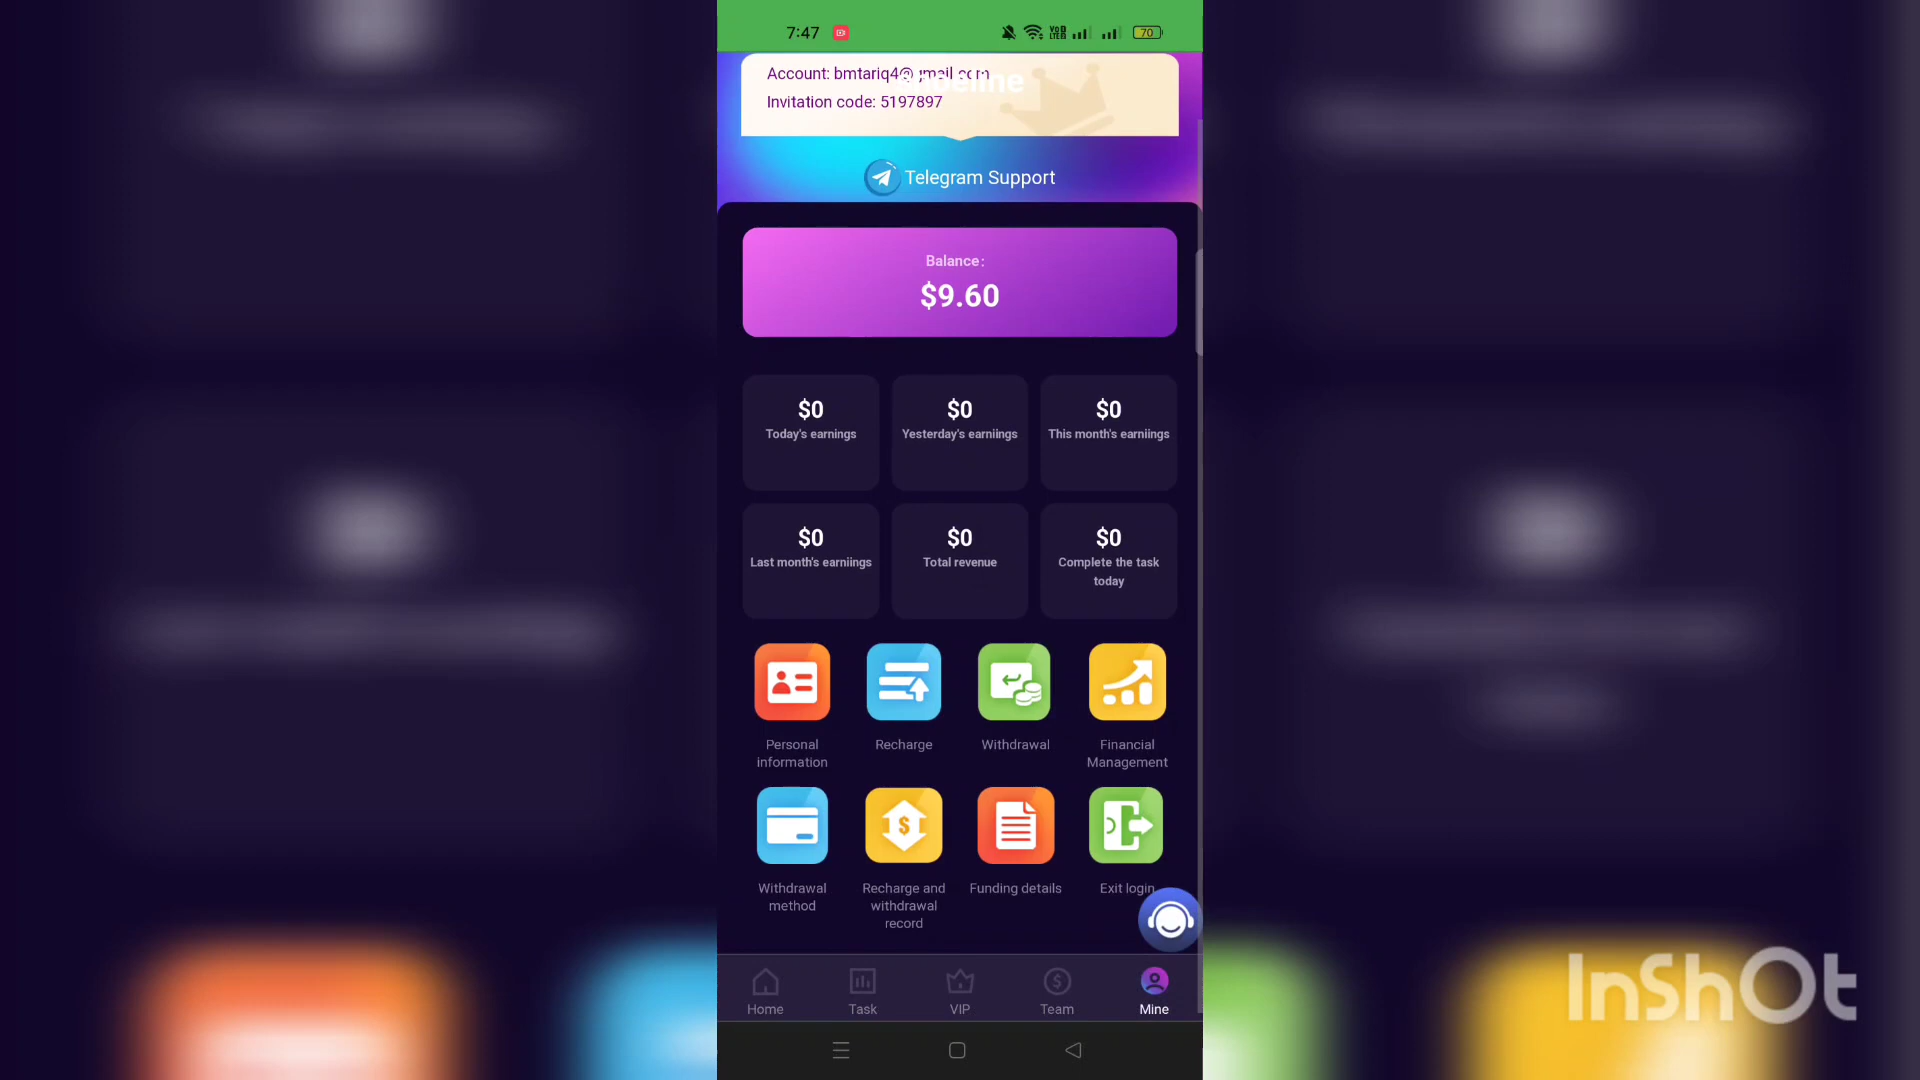 7:47
VoD LTE
70
Account: bmtariq4@gmail.com
Invitation code: 5197897
Telegram Support
Balance:
$9.60
$0
$0
$0
Today's earnings
Yesterday's earniings
This month's earniings
$0
$0
$0
Last month's earniings
Total revenue
Complete the task
today
Personal
information
Recharge
Withdrawal
Financial
Management
Withdrawal
method
Recharge and
withdrawal
record
Funding details
Exit login
Home
Task
VIP
Team
Mine
InShOt